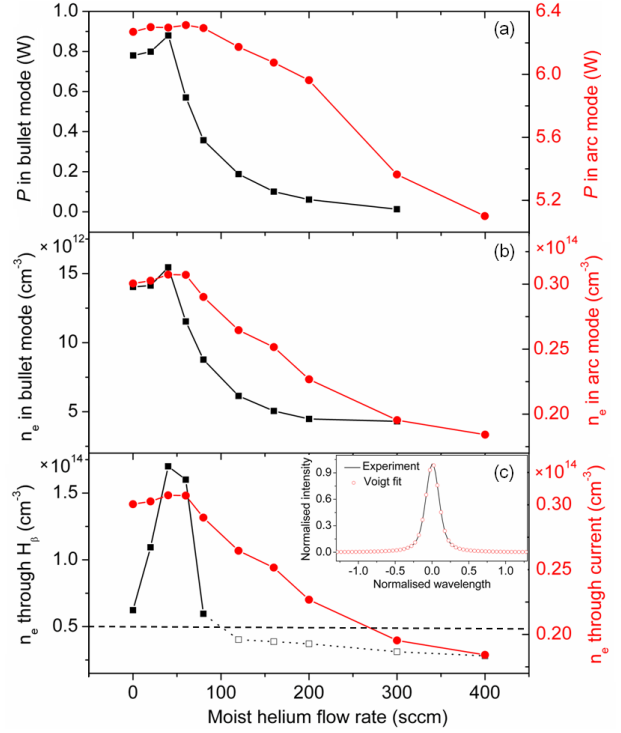 (a)
P in bullet mode (W)
1.0
0.8
0.6
0.4
0.2
0.0
6.4
6.0
5.6
5.2
P in arc mode (W)
(b)
× 10^12
n_e in bullet mode (cm^-3)
15
10
5
×10^14
0.30
0.25
0.20
n_e in arc mode (cm^-3)
(c)
× 10^14
n_e through H_β (cm^-3)
1.5
1.0
0.5
×10^14
0.30
0.25
0.20
n_e through current (cm^-3)
Experiment
Voigt fit
Normalised intensity
0.9
0.6
0.3
0.0
-1.0 -0.5 0.0 0.5 1.0
Normalised wavelength
0 100 200 300 400
Moist helium flow rate (sccm)